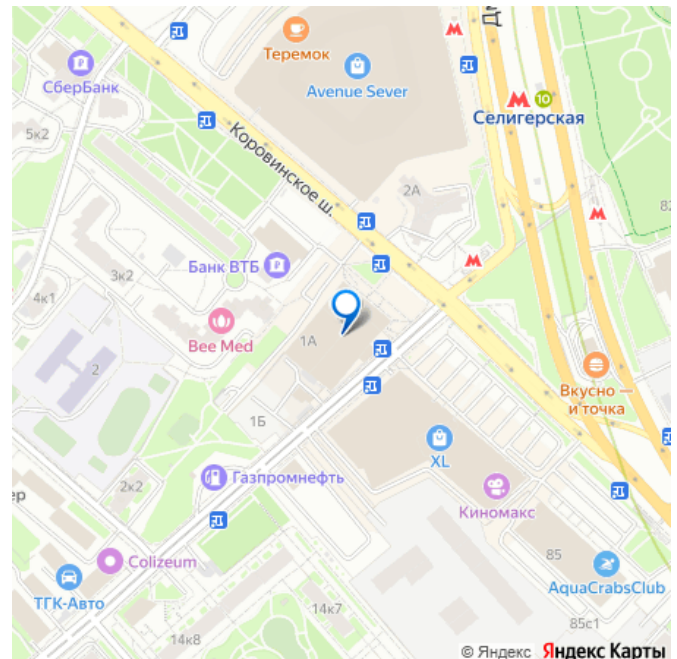 Теремок
Avenue Sever
СберБанк
10
Селигерская
5к2
Коровинское ш.
2А
Банк ВТБ
3к2
4к1
Bee Med
1А
2
1Б
Вкусно —
и точка
XL
Газпромнефть
2к2
Киномакс
ер
Colizeum
85
ТГК-Авто
AquaCrabsClub
14к7
85с1
14к8
© Яндекс Яндекс Карты